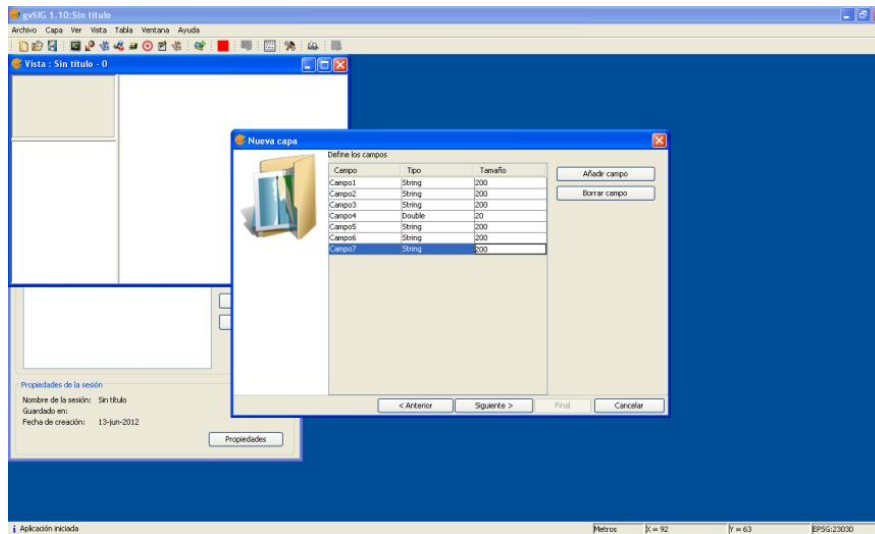 gvSIG 1.10:Sin título
Archivo Capa Ver Vista Tabla Ventana Ayuda
Vista : Sin título - 0
Nueva capa
Define los campos
Campo Tipo Tamaño
Campo1 String 200
Campo2 String 200
Campo3 String 200
Campo4 Double 20
Campo5 String 200
Campo6 String 200
Campo7 String 200
Añadir campo
Borrar campo
< Anterior Siguiente > Final Cancelar
Propiedades de la sesión
Nombre de la sesión: Sin título
Guardado en:
Fecha de creación: 13-jun-2012
Propiedades
Aplicación iniciada Metros X = 92 Y = 63 EPSG:23030